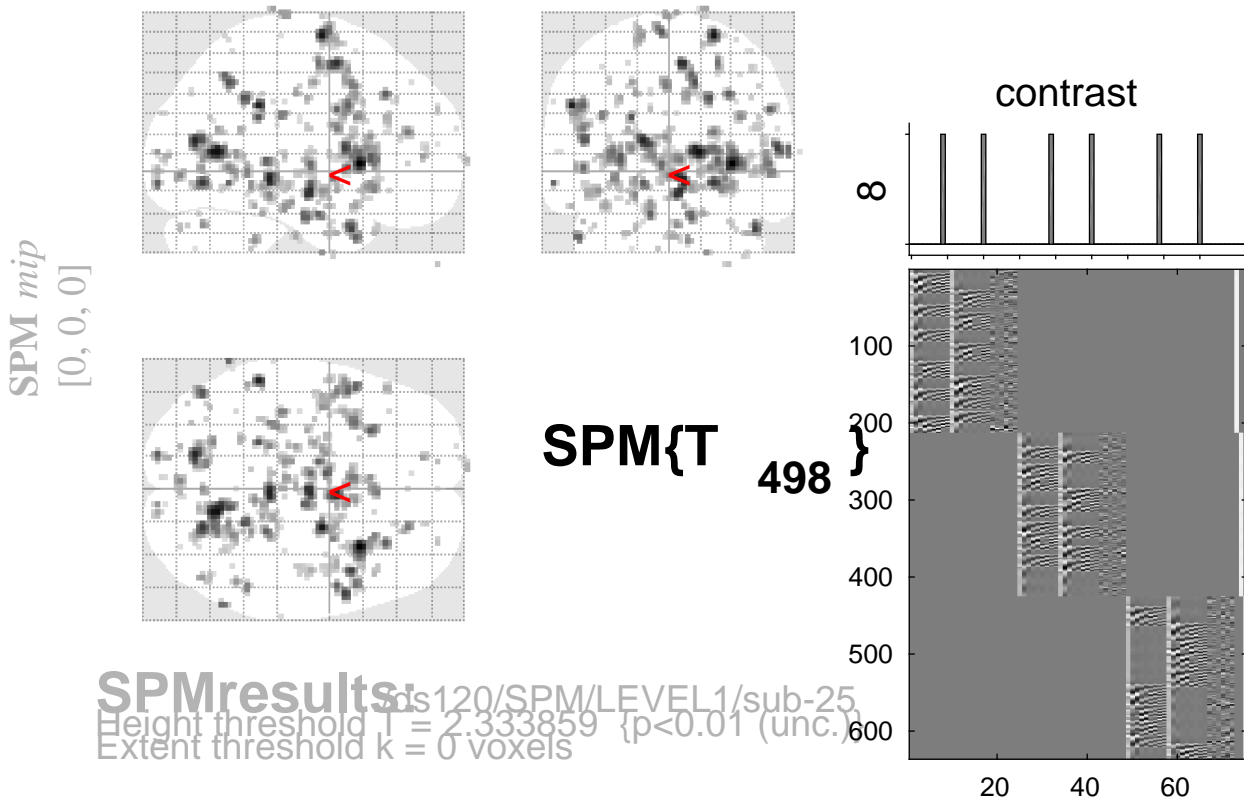 contrast
8
SPM mip
[0, 0, 0]
<
<
<
SPM{T498}
100
200
300
400
500
600
20
40
60
SPMresults: /ds120/SPM/LEVEL1/sub-25
Height threshold T = 2.333859 {p<0.01 (unc.)}
Extent threshold k = 0 voxels